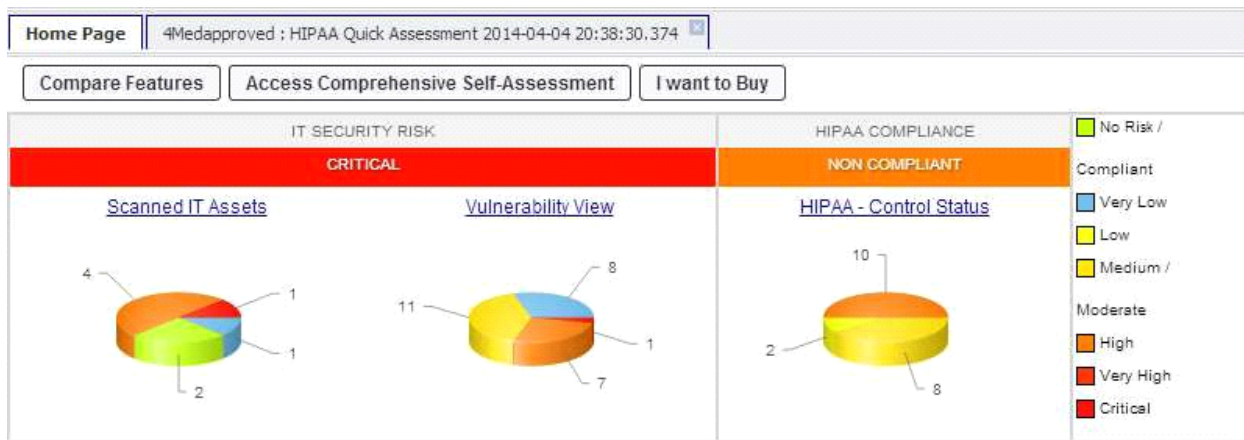 Home Page
4Medapproved : HIPAA Quick Assessment 2014-04-04 20:38:30.374
Compare Features
Access Comprehensive Self-Assessment
I want to Buy
IT SECURITY RISK
CRITICAL
Scanned IT Assets
4
1
1
2
Vulnerability View
8
11
1
7
HIPAA COMPLIANCE
NON COMPLIANT
HIPAA - Control Status
10
2
8
No Risk /
Compliant
Very Low
Low
Medium /
Moderate
High
Very High
Critical